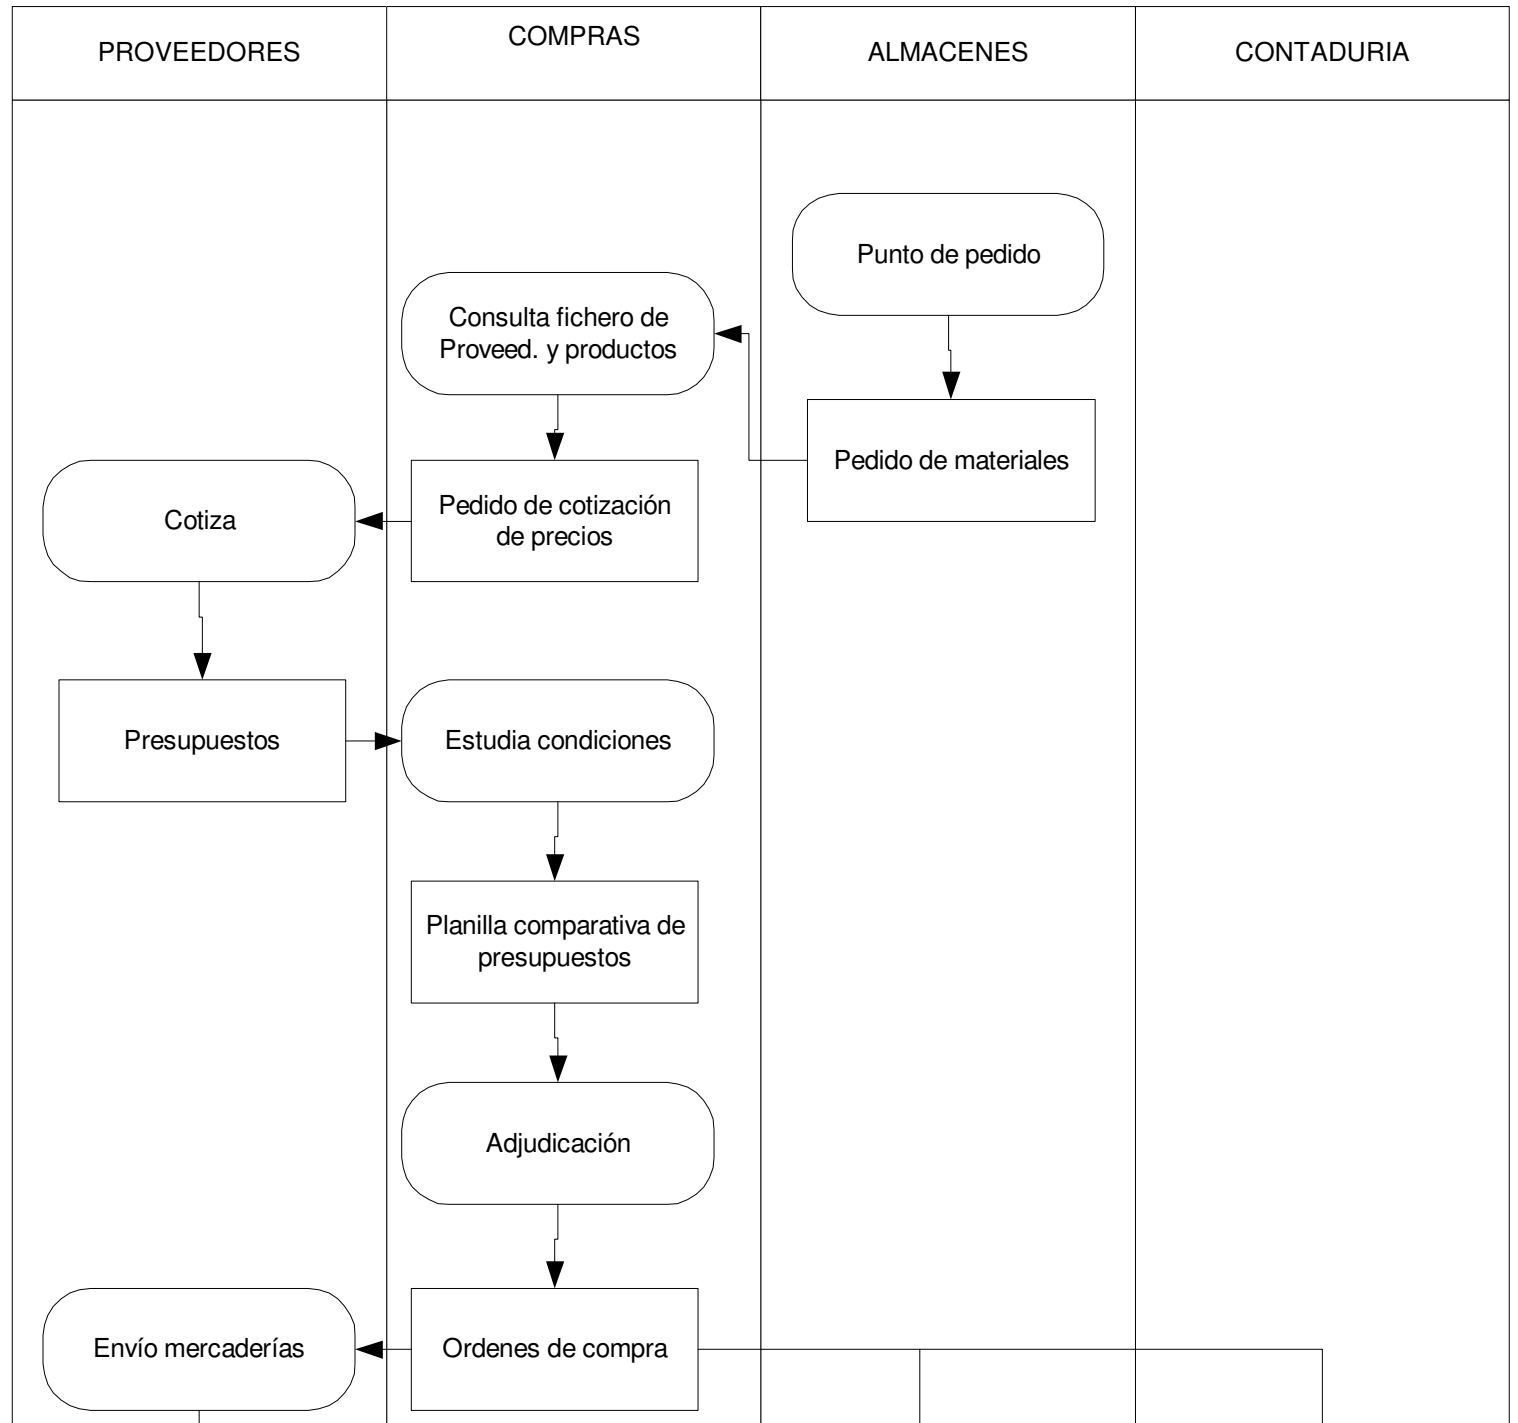 PROVEEDORES
COMPRAS
ALMACENES
CONTADURIA
Punto de pedido
Consulta fichero de
Proveed. y productos
Pedido de materiales
Cotiza
Pedido de cotización
de precios
Presupuestos
Estudia condiciones
Planilla comparativa de
presupuestos
Adjudicación
Envío mercaderías
Ordenes de compra